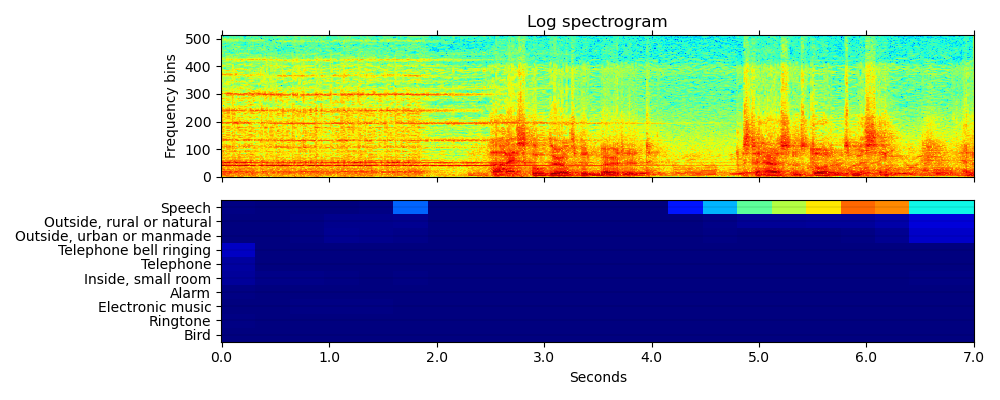 Log spectrogram
Frequency bins
500
400
300
200
100
0
Speech
Outside, rural or natural
Outside, urban or manmade
Telephone bell ringing
Telephone
Inside, small room
Alarm
Electronic music
Ringtone
Bird
0.0 1.0 2.0 3.0 4.0 5.0 6.0 7.0
Seconds